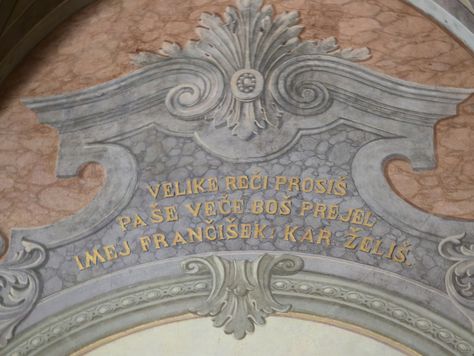 VELIKE REČI PROSIŠ
PA ŠE VEČE BOŠ PREJEL
IMEJ FRANČIŠEK: KAR ŽELIŠ.